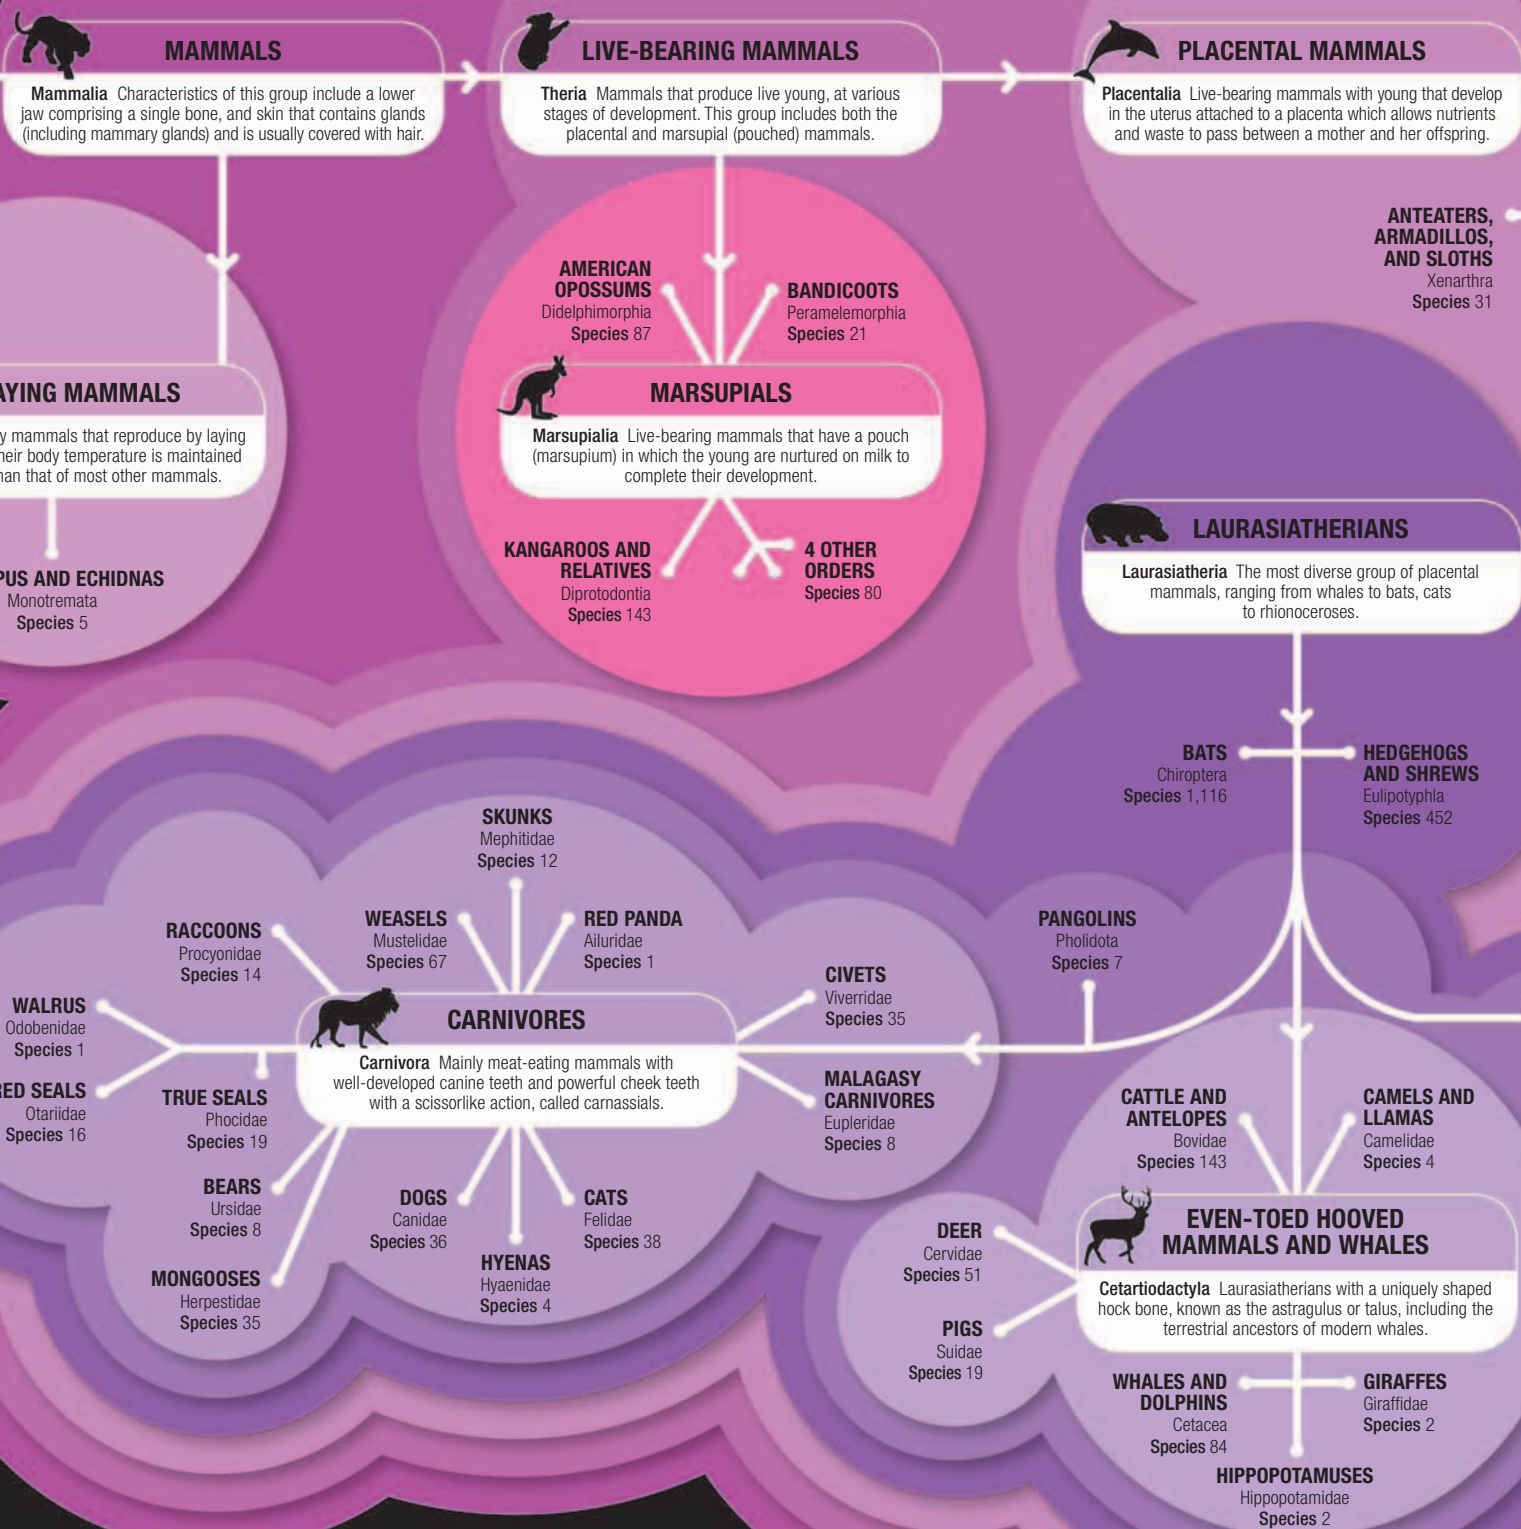 MAMMALS
Mammalia Characteristics of this group include a lower
jaw comprising a single bone, and skin that contains glands
(including mammary glands) and is usually covered with hair.
LIVE-BEARING MAMMALS
Theria Mammals that produce live young, at various
stages of development. This group includes both the
placental and marsupial (pouched) mammals.
PLACENTAL MAMMALS
Placentalia Live-bearing mammals with young that develop
in the uterus attached to a placenta which allows nutrients
and waste to pass between a mother and her offspring.
ANTEATERS,
ARMADILLOS,
AND SLOTHS
Xenarthra
Species 31
AMERICAN
OPOSSUMS
Didelphimorphia
Species 87
BANDICOOTS
Peramelemorphia
Species 21
AYING MAMMALS
y mammals that reproduce by laying
heir body temperature is maintained
han that of most other mammals.
PUS AND ECHIDNAS
Monotremata
Species 5
MARSUPIALS
Marsupialia Live-bearing mammals that have a pouch
(marsupium) in which the young are nurtured on milk to
complete their development.
KANGAROOS AND
RELATIVES
Diprotodontia
Species 143
4 OTHER
ORDERS
Species 80
LAURASIATHERIANS
Laurasiatheria The most diverse group of placental
mammals, ranging from whales to bats, cats
to rhionoceroses.
BATS
Chiroptera
Species 1,116
HEDGEHOGS
AND SHREWS
Eulipotyphla
Species 452
SKUNKS
Mephitidae
Species 12
RACCOONS
Procyonidae
Species 14
WEASELS
Mustelidae
Species 67
RED PANDA
Ailuridae
Species 1
CIVETS
Viverridae
Species 35
PANGOLINS
Pholidota
Species 7
WALRUS
Odobenidae
Species 1
RED SEALS
Otariidae
Species 16
TRUE SEALS
Phocidae
Species 19
CARNIVORES
Carnivora Mainly meat-eating mammals with
well-developed canine teeth and powerful cheek teeth
with a scissorlike action, called carnassials.
MALAGASY
CARNIVORES
Eupleridae
Species 8
BEARS
Ursidae
Species 8
MONGOOSES
Herpestidae
Species 35
DOGS
Canidae
Species 36
HYENAS
Hyaenidae
Species 4
CATS
Felidae
Species 38
CATTLE AND
ANTELOPES
Bovidae
Species 143
CAMELS AND
LLAMAS
Camelidae
Species 4
DEER
Cervidae
Species 51
PIGS
Suidae
Species 19
EVEN-TOED HOOVED
MAMMALS AND WHALES
Cetartiodactyla Laurasiatherians with a uniquely shaped
hock bone, known as the astragulus or talus, including the
terrestrial ancestors of modern whales.
WHALES AND
DOLPHINS
Cetacea
Species 84
GIRAFFES
Giraffidae
Species 2
HIPPOPOTAMUSES
Hippopotamidae
Species 2